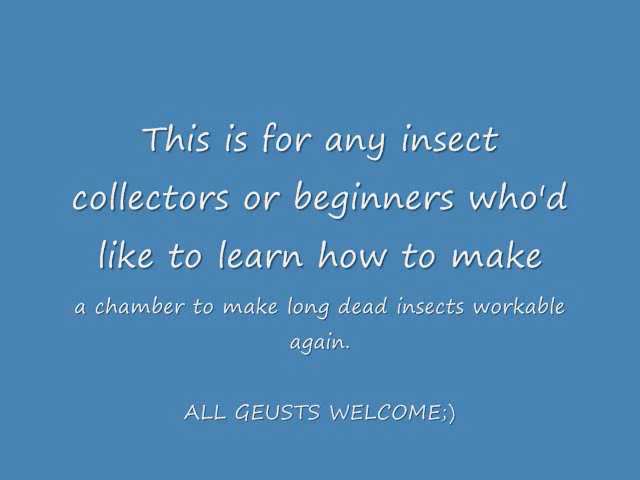 This is for any insect
collectors or beginners who'd
like to learn how to make
a chamber to make long dead insects workable
again.
ALL GEUSTS WELCOME;)